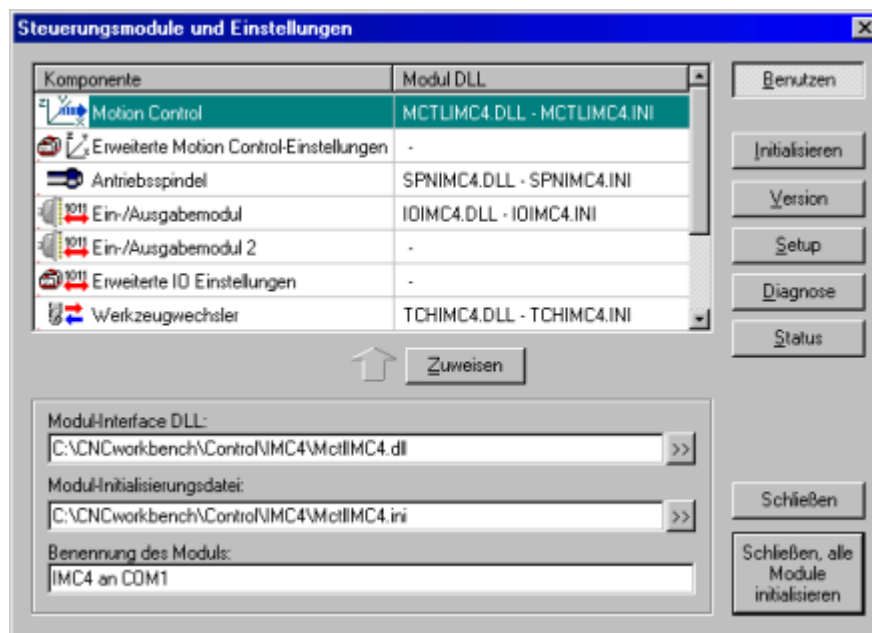 Steuerungsmodule und Einstellungen
Komponente Modul DLL
Motion Control MCTLIMC4.DLL - MCTLIMC4.INI
Erweiterte Motion Control-Einstellungen -
Antriebsspindel SPNIMC4.DLL - SPNIMC4.INI
Ein-/Ausgabemodul IOIMC4.DLL - IOIMC4.INI
Ein-/Ausgabemodul 2 -
Erweiterte IO Einstellungen -
Werkzeugwechsler TCHIMC4.DLL - TCHIMC4.INI
Zuweisen
Modul-Interface DLL:
C:\CNCworkbench\Control\IMC4\MctlIMC4.dll
>>
Modul-Initialisierungsdatei:
C:\CNCworkbench\Control\IMC4\MctlIMC4.ini
>>
Benennung des Moduls:
IMC4 an COM1
Benutzen
Initialisieren
Version
Setup
Diagnose
Status
Schließen
Schließen, alle
Module
initialisieren